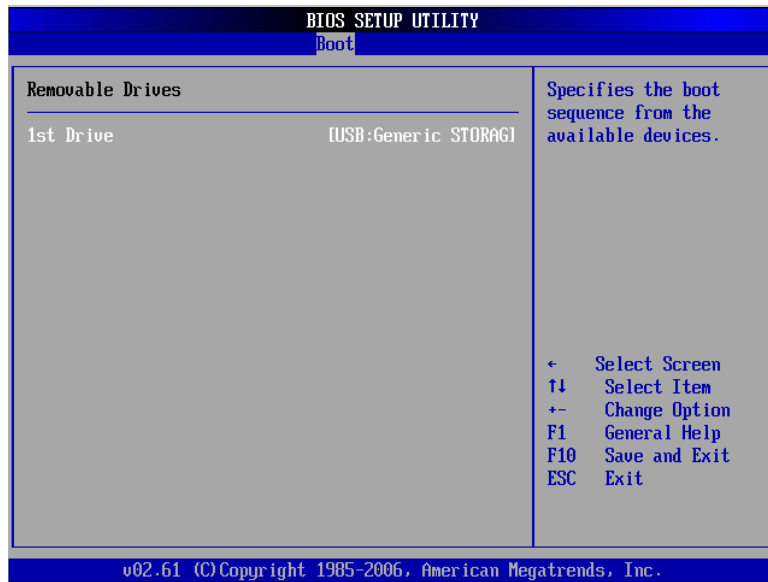 BIOS SETUP UTILITY
Boot
Removable Drives
1st Drive [USB:Generic STORAG]
Specifies the boot
sequence from the
available devices.
← Select Screen
↑↓ Select Item
+- Change Option
F1 General Help
F10 Save and Exit
ESC Exit
v02.61 (C)Copyright 1985-2006, American Megatrends, Inc.